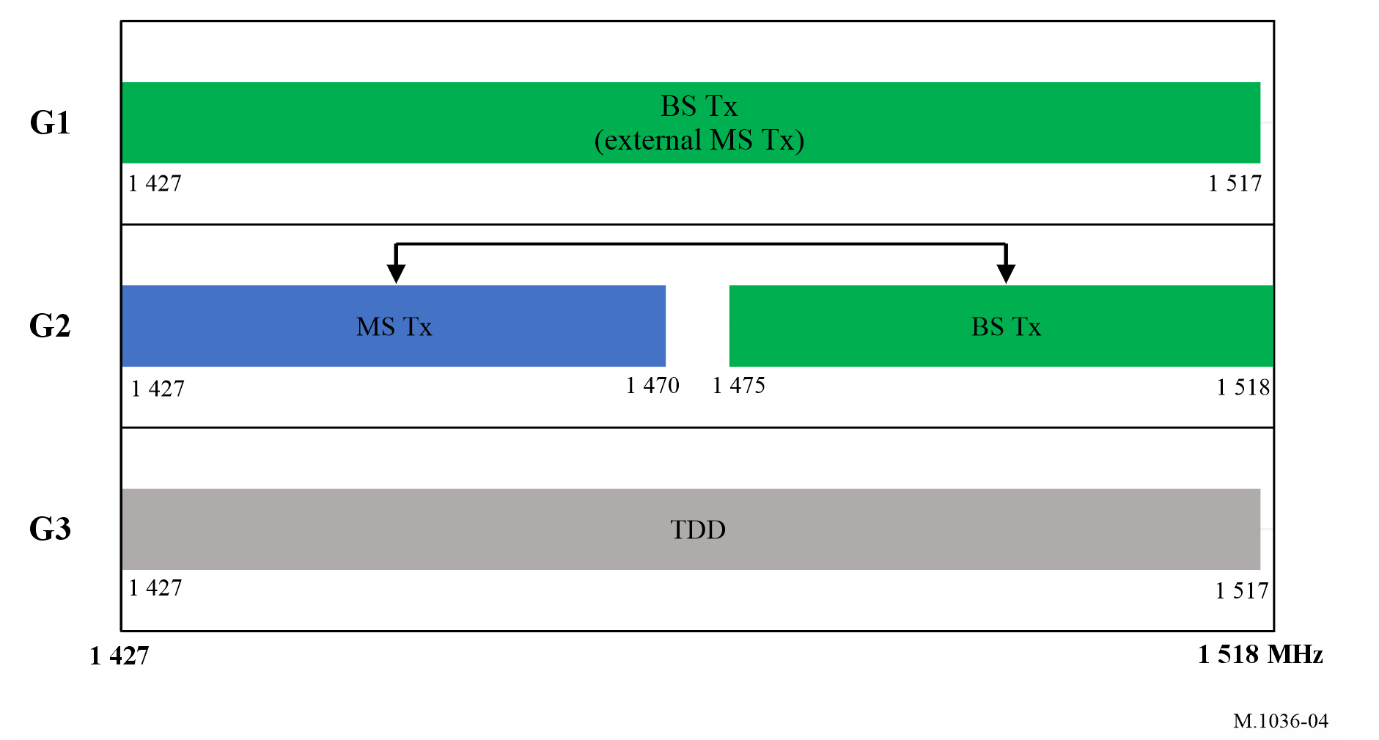 G1
BS Tx
(external MS Tx)
1 427
1 517
G2
MS Tx
BS Tx
1 427
1 470
1 475
1 518
G3
TDD
1 427
1 517
1 427
1 518 MHz
M.1036-04